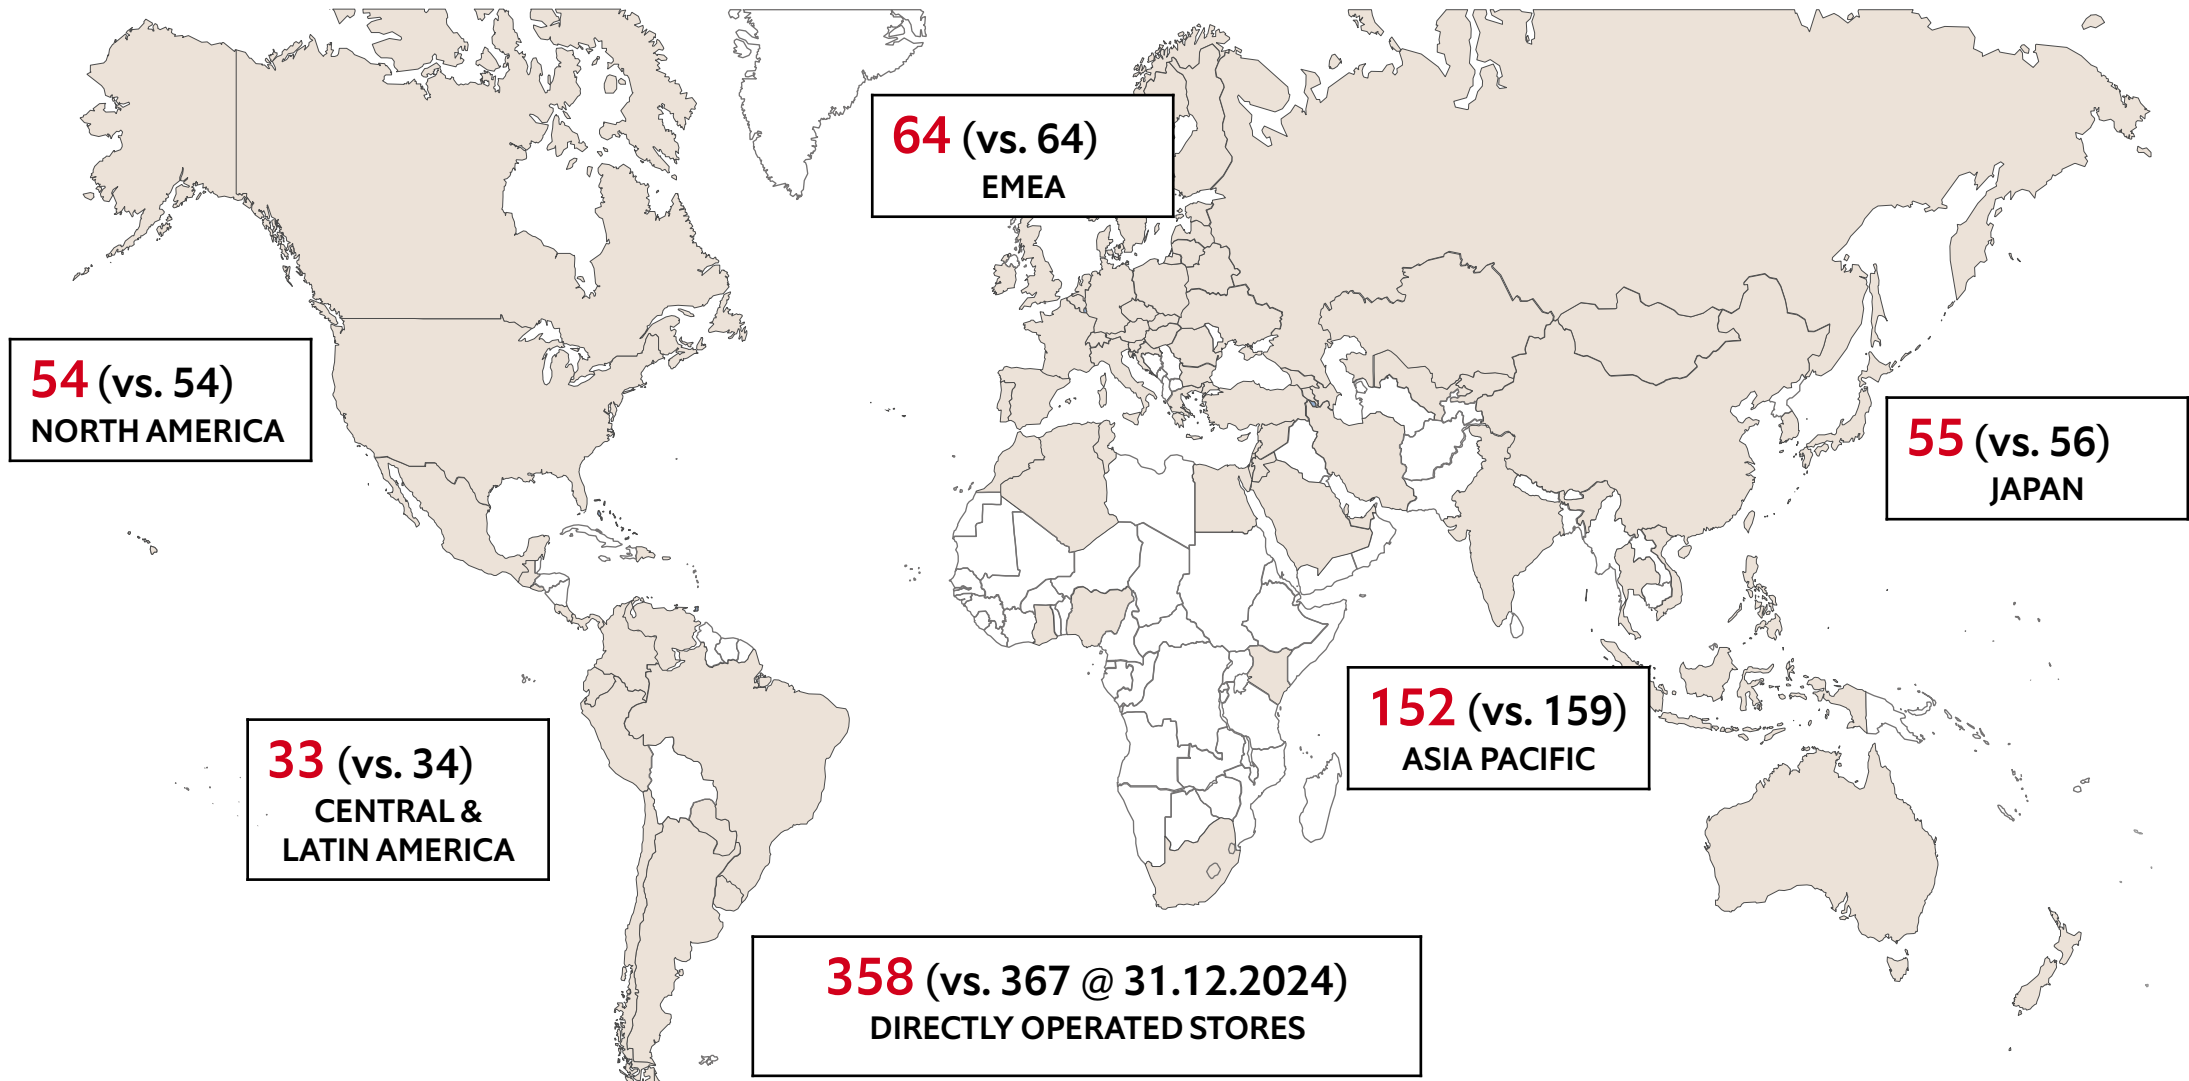 64 (vs. 64)
EMEA
54 (vs. 54)
NORTH AMERICA
55 (vs. 56)
JAPAN
152 (vs. 159)
ASIA PACIFIC
33 (vs. 34)
CENTRAL &
LATIN AMERICA
358 (vs. 367 @ 31.12.2024)
DIRECTLY OPERATED STORES